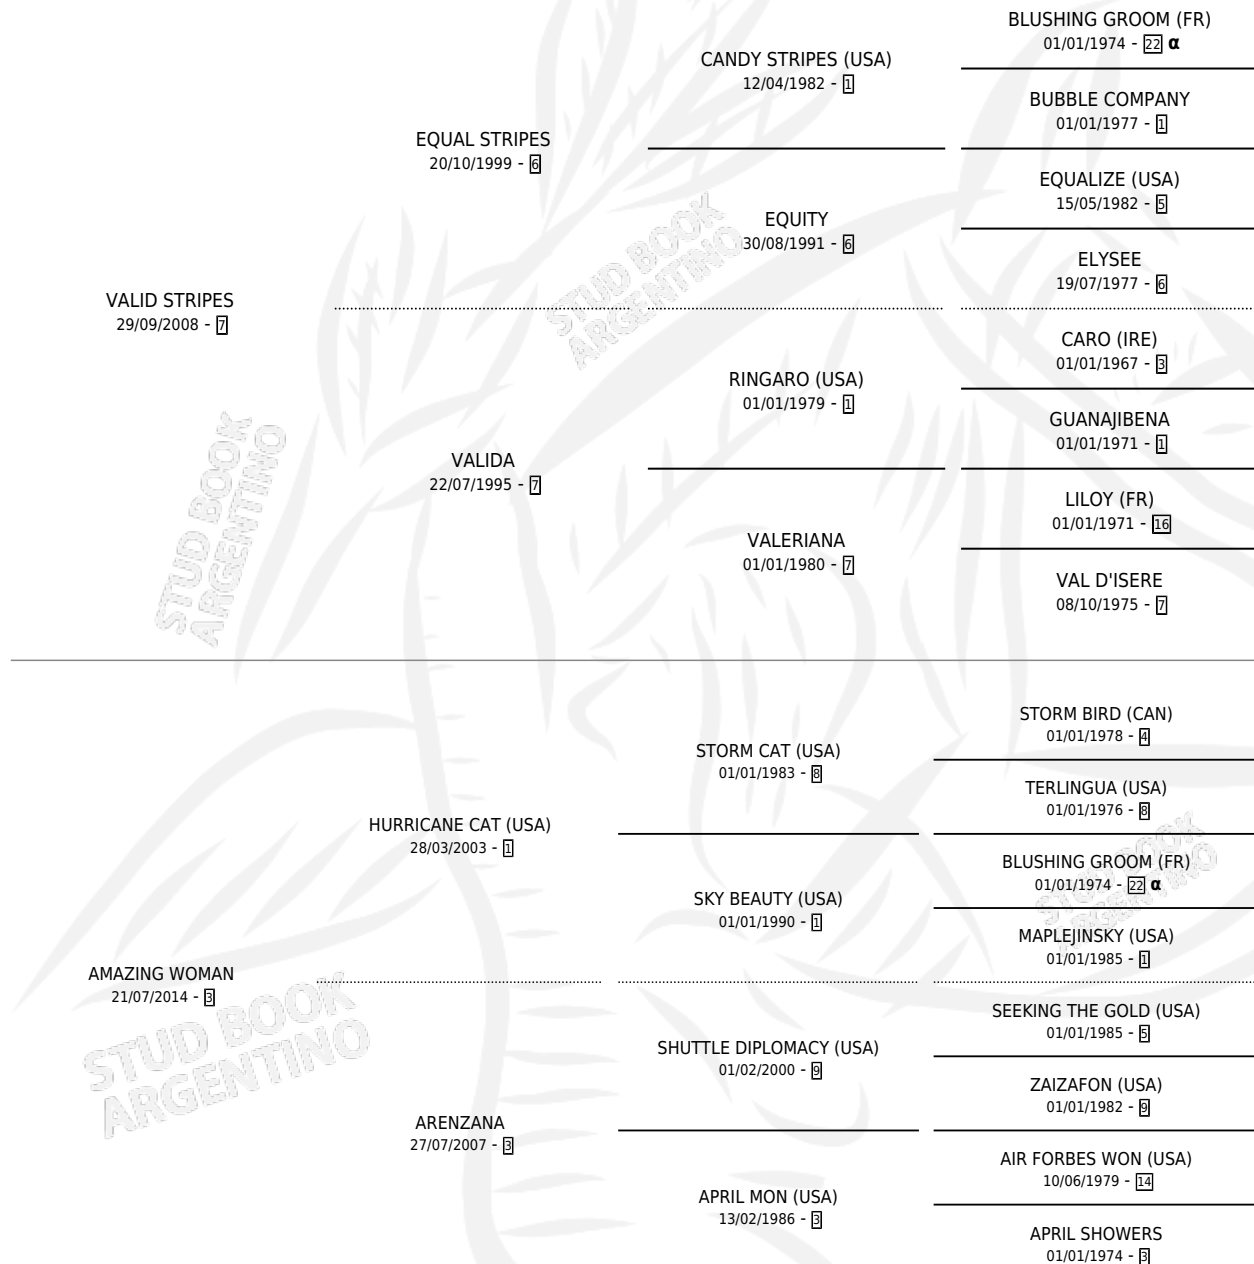 BLUSHING GROOM (FR)
01/01/1974 - 22 α
CANDY STRIPES (USA)
12/04/1982 - 1
BUBBLE COMPANY
01/01/1977 - 1
EQUAL STRIPES
20/10/1999 - 6
EQUALIZE (USA)
15/05/1982 - 5
EQUITY
30/08/1991 - 6
ELYSEE
19/07/1977 - 6
VALID STRIPES
29/09/2008 - 7
CARO (IRE)
01/01/1967 - 3
RINGARO (USA)
01/01/1979 - 1
GUANAJIBENA
01/01/1971 - 1
VALIDA
22/07/1995 - 7
LILOY (FR)
01/01/1971 - 16
VALERIANA
01/01/1980 - 7
VAL D'ISERE
08/10/1975 - 7
STUD BOOK
ARGENTINO
STUD BOOK
ARGENTINO
STORM BIRD (CAN)
01/01/1978 - 4
STORM CAT (USA)
01/01/1983 - 8
TERLINGUA (USA)
01/01/1976 - 8
HURRICANE CAT (USA)
28/03/2003 - 1
BLUSHING GROOM (FR)
01/01/1974 - 22 α
SKY BEAUTY (USA)
01/01/1990 - 1
MAPLEJINSKY (USA)
01/01/1985 - 1
AMAZING WOMAN
21/07/2014 - 3
SEEKING THE GOLD (USA)
01/01/1985 - 5
SHUTTLE DIPLOMACY (USA)
01/02/2000 - 9
ZAIZAFON (USA)
01/01/1982 - 9
ARENZANA
27/07/2007 - 3
AIR FORBES WON (USA)
10/06/1979 - 14
APRIL MON (USA)
13/02/1986 - 3
APRIL SHOWERS
01/01/1974 - 3
STUD BOOK
ARGENTINO
STUD BOOK
ARGENTINO